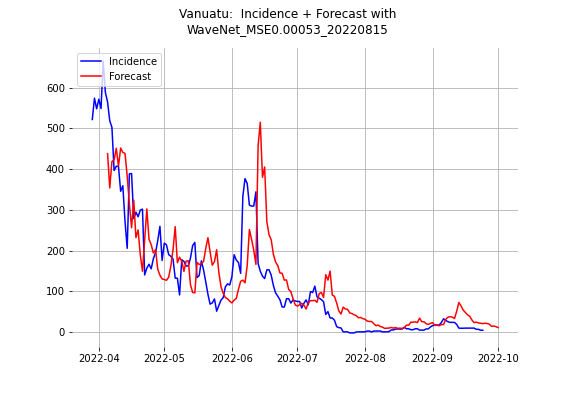 Vanuatu:  Incidence + Forecast with
WaveNet_MSE0.00053_20220815
Incidence
Forecast
600
500
400
300
200
100
0
2022-04 2022-05 2022-06 2022-07 2022-08 2022-09 2022-10